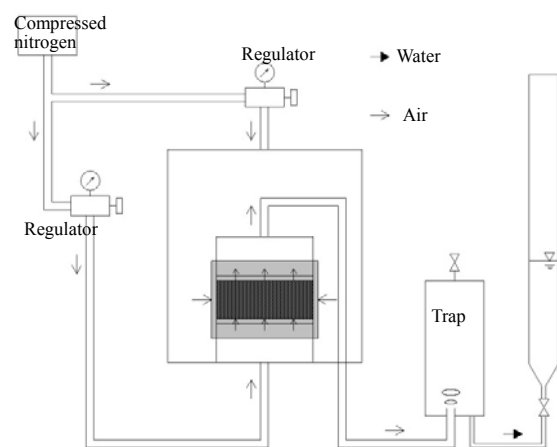 Compressed
nitrogen
Regulator
Water
Air
Regulator
Trap